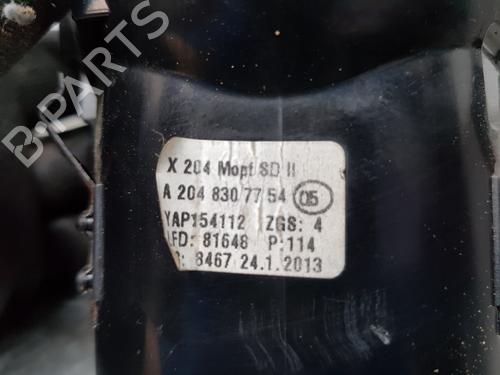 B-PARTS
X 204 Mopf SD II
A 204 830 77 54 05
YAP154112 ZGS: 4
LFD: 81648 P:114
: 8467 24.1.2013